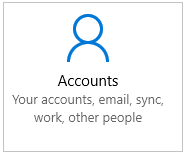 Accounts
Your accounts, email, sync,
work, other people